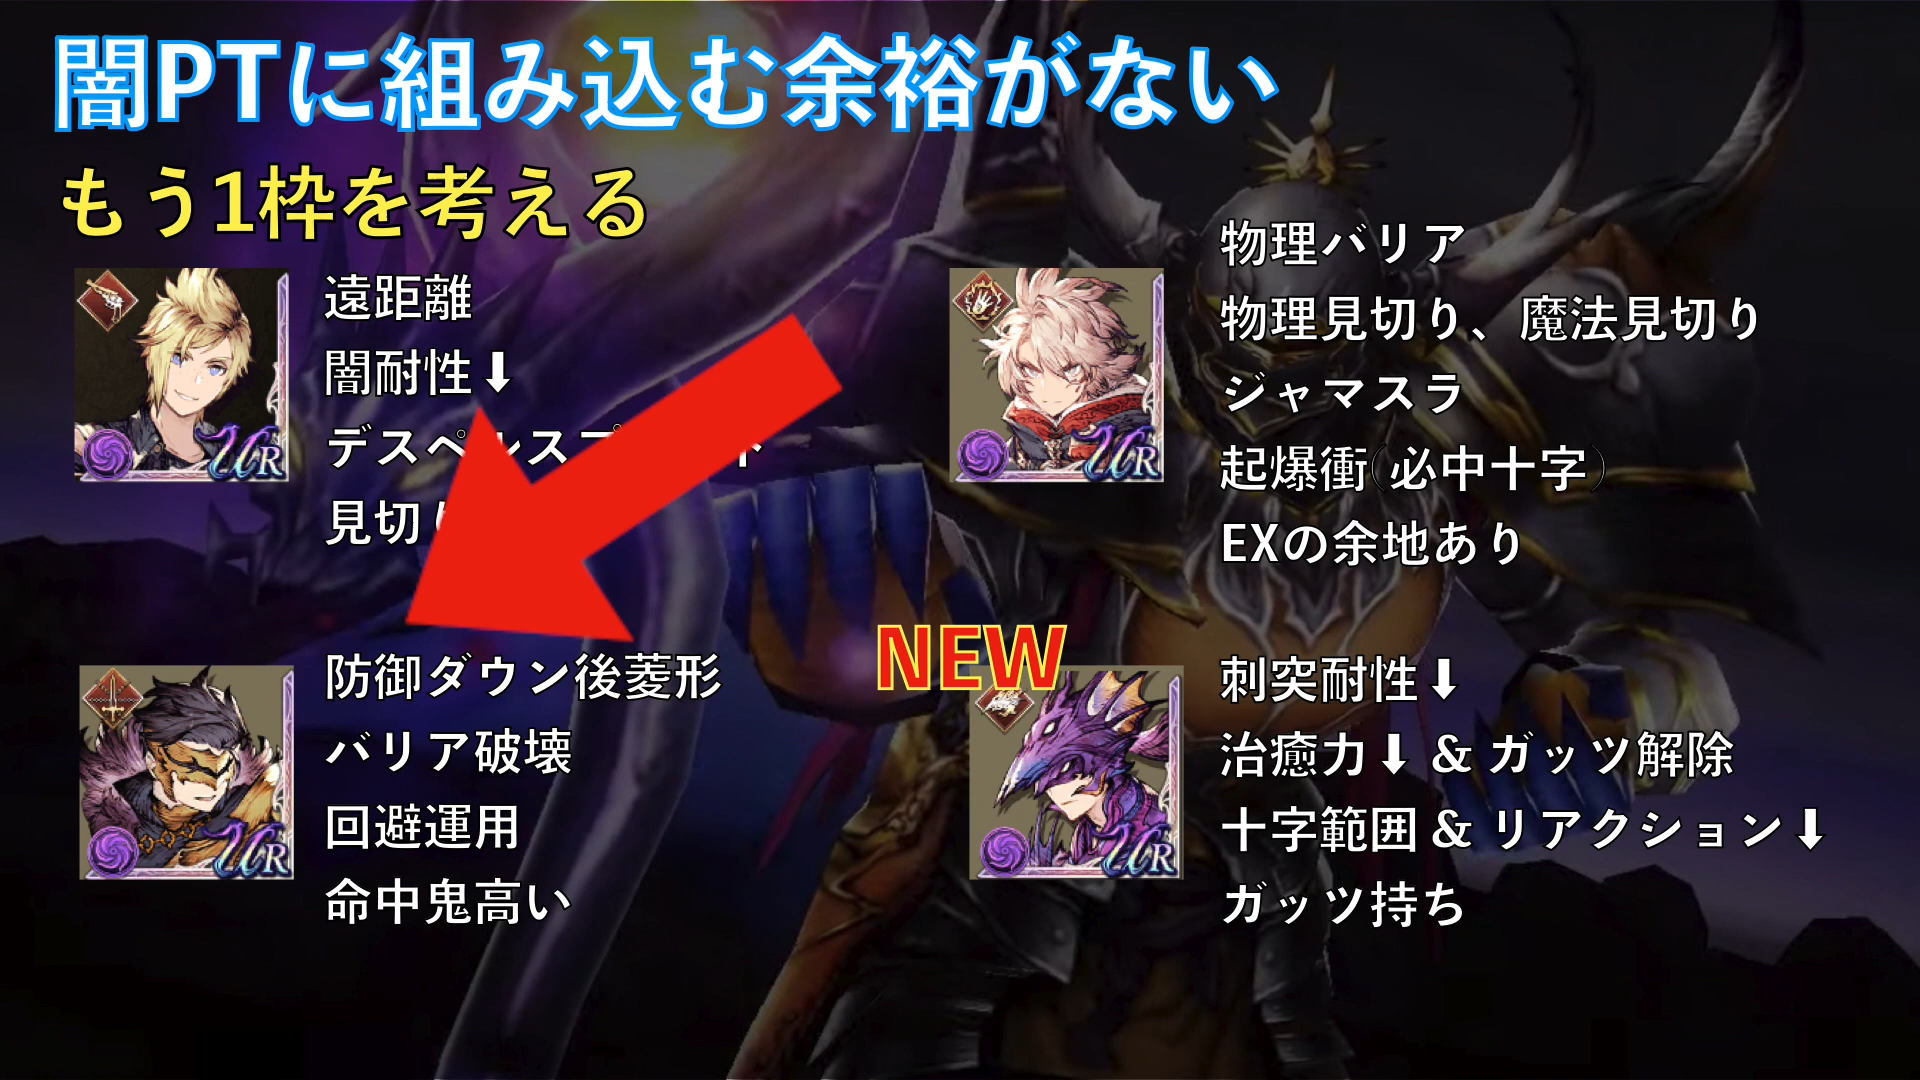 闇PTに組み込む余裕がない
もう1枠を考える
遠距離
闇耐性⬇
見切
UR
物理バリア
物理見切り、魔法見切り
ジャマスラ
起爆衝(必中十字)
EXの余地あり
UR
防御ダウン後菱形
バリア破壊
回避運用
命中鬼高い
UR
NEW
刺突耐性⬇
治癒力⬇ & ガッツ解除
十字範囲 & リアクション⬇
ガッツ持ち
UR